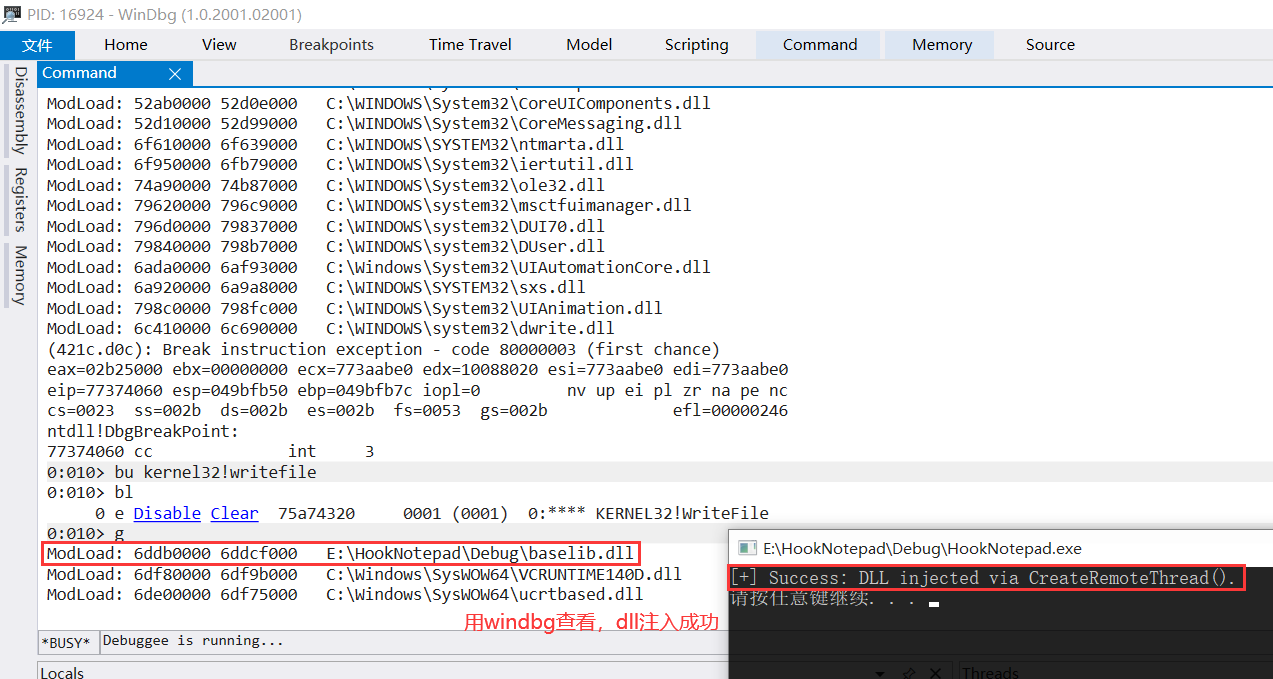 PID: 16924 - WinDbg (1.0.2001.02001)
文件 Home View Breakpoints Time Travel Model Scripting Command Memory Source
Command
Disassembly
Registers
Memory
ModLoad: 52ab0000 52d0e000 C:\WINDOWS\System32\CoreUIComponents.dll
ModLoad: 52d10000 52d99000 C:\WINDOWS\System32\CoreMessaging.dll
ModLoad: 6f610000 6f639000 C:\WINDOWS\SYSTEM32\ntmarta.dll
ModLoad: 6f950000 6fb79000 C:\WINDOWS\System32\iertutil.dll
ModLoad: 74a90000 74b87000 C:\WINDOWS\System32\ole32.dll
ModLoad: 79620000 796c9000 C:\WINDOWS\system32\msctfuimanager.dll
ModLoad: 796d0000 79837000 C:\WINDOWS\system32\DUI70.dll
ModLoad: 79840000 798b7000 C:\WINDOWS\system32\DUser.dll
ModLoad: 6ada0000 6af93000 C:\Windows\System32\UIAutomationCore.dll
ModLoad: 6a920000 6a9a8000 C:\WINDOWS\SYSTEM32\sxs.dll
ModLoad: 798c0000 798fc000 C:\WINDOWS\system32\UIAnimation.dll
ModLoad: 6c410000 6c690000 C:\WINDOWS\system32\dwrite.dll
(421c.d0c): Break instruction exception - code 80000003 (first chance)
eax=02b25000 ebx=00000000 ecx=773aabe0 edx=10088020 esi=773aabe0 edi=773aabe0
eip=77374060 esp=049bfb50 ebp=049bfb7c iopl=0 nv up ei pl zr na pe nc
cs=0023 ss=002b ds=002b es=002b fs=0053 gs=002b efl=00000246
ntdll!DbgBreakPoint:
77374060 cc int 3
0:010> bu kernel32!writefile
0:010> bl
0 e Disable Clear 75a74320 0001 (0001) 0:**** KERNEL32!WriteFile
0:010> g
ModLoad: 6ddb0000 6ddcf000 E:\HookNotepad\Debug\baselib.dll
ModLoad: 6df80000 6df9b000 C:\Windows\SysWOW64\VCRUNTIME140D.dll
ModLoad: 6de00000 6df75000 C:\Windows\SysWOW64\ucrtbased.dll
用windbg查看，dll注入成功
E:\HookNotepad\Debug\HookNotepad.exe
[+] Success: DLL injected via CreateRemoteThread().
请按任意键继续. . .
*BUSY* Debuggee is running...
Locals
Threads